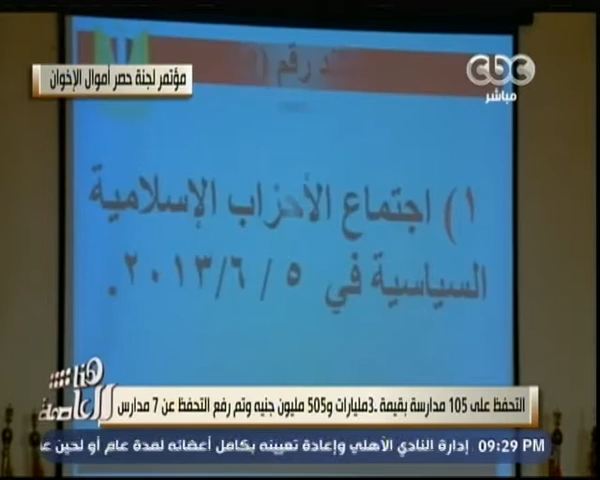 د رقم (
cbc
مباشر
مؤتمر لجنة حصر أموال الإخوان
١) اجتماع الأحزاب الإسلامية
السياسية في ٥ / ٢٠١٣/٦.
هنا
العاصمة
التحفظ على 105 مدارسة بقيمة 3مليارات و505 مليون جنيه وتم رفع التحفظ عن 7 مدارس
09:29 PM إدارة النادي الأهلي وإعادة تعيينه بكامل أعضائه لمدة عام أو لحين